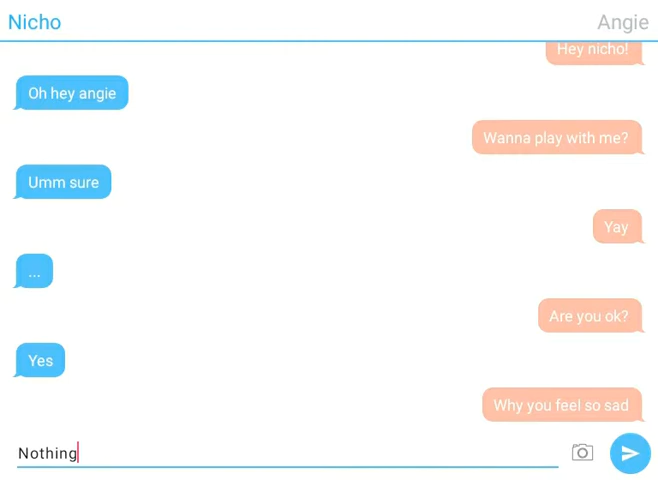 Nicho
Angie
Hey nicho!
Oh hey angie
Wanna play with me?
Umm sure
Yay
...
Are you ok?
Yes
Why you feel so sad
Nothing